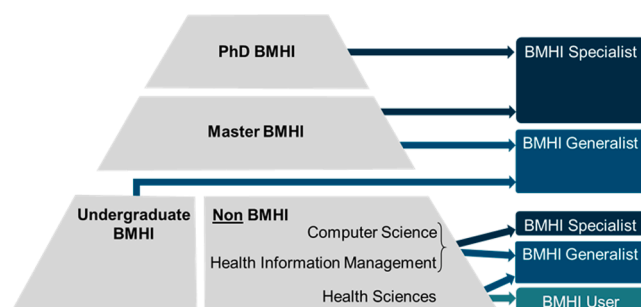 PhD BMHI
BMHI Specialist
Master BMHI
BMHI Generalist
Undergraduate
BMHI
Non BMHI
Computer Science
Health Information Management
Health Sciences
BMHI Specialist
BMHI Generalist
BMHI User